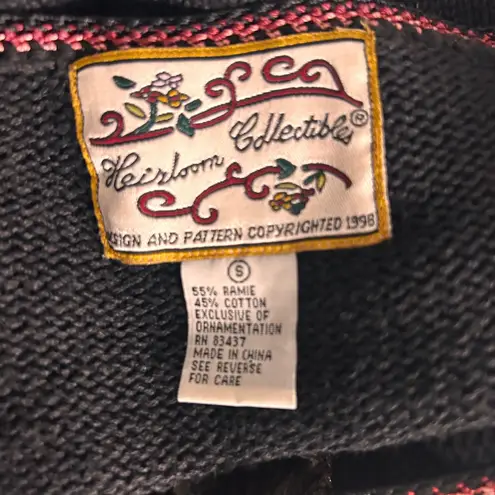 Heirloom Collectibles®
DESIGN AND PATTERN COPYRIGHTED 1998
S
55% RAMIE
45% COTTON
EXCLUSIVE OF
ORNAMENTATION
RN 83437
MADE IN CHINA
SEE REVERSE
FOR CARE